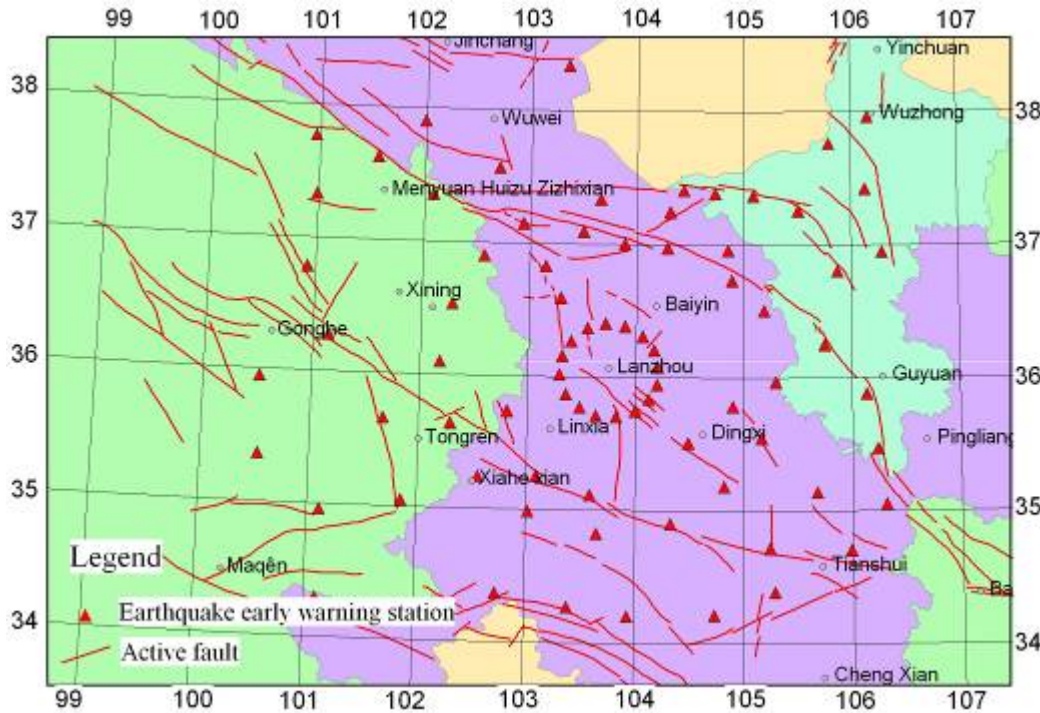 99 100 101 102 103 104 105 106 107
Jinchang
Yinchuan
38
Wuwei
Wuzhong
38
Menyuan Huizu Zizhixian
37
37
Xining
Baiyin
Gonghe
36
Lanzhou
Guyuan
36
Tongren
Linxia
Dingxi
Pingliang
Xiahe xian
35
35
Legend
Maqên
Tianshui
Ba
Earthquake early warning station
34
34
Active fault
Cheng Xian
99 100 101 102 103 104 105 106 107